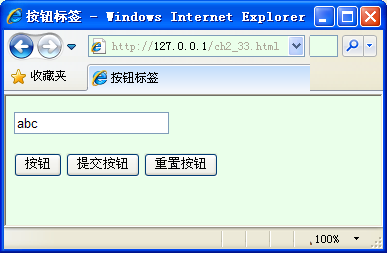 按钮标签 - Windows Internet Explorer
http://127.0.0.1/ch2_33.html
收藏夹
按钮标签
abc
按钮 提交按钮 重置按钮
100%